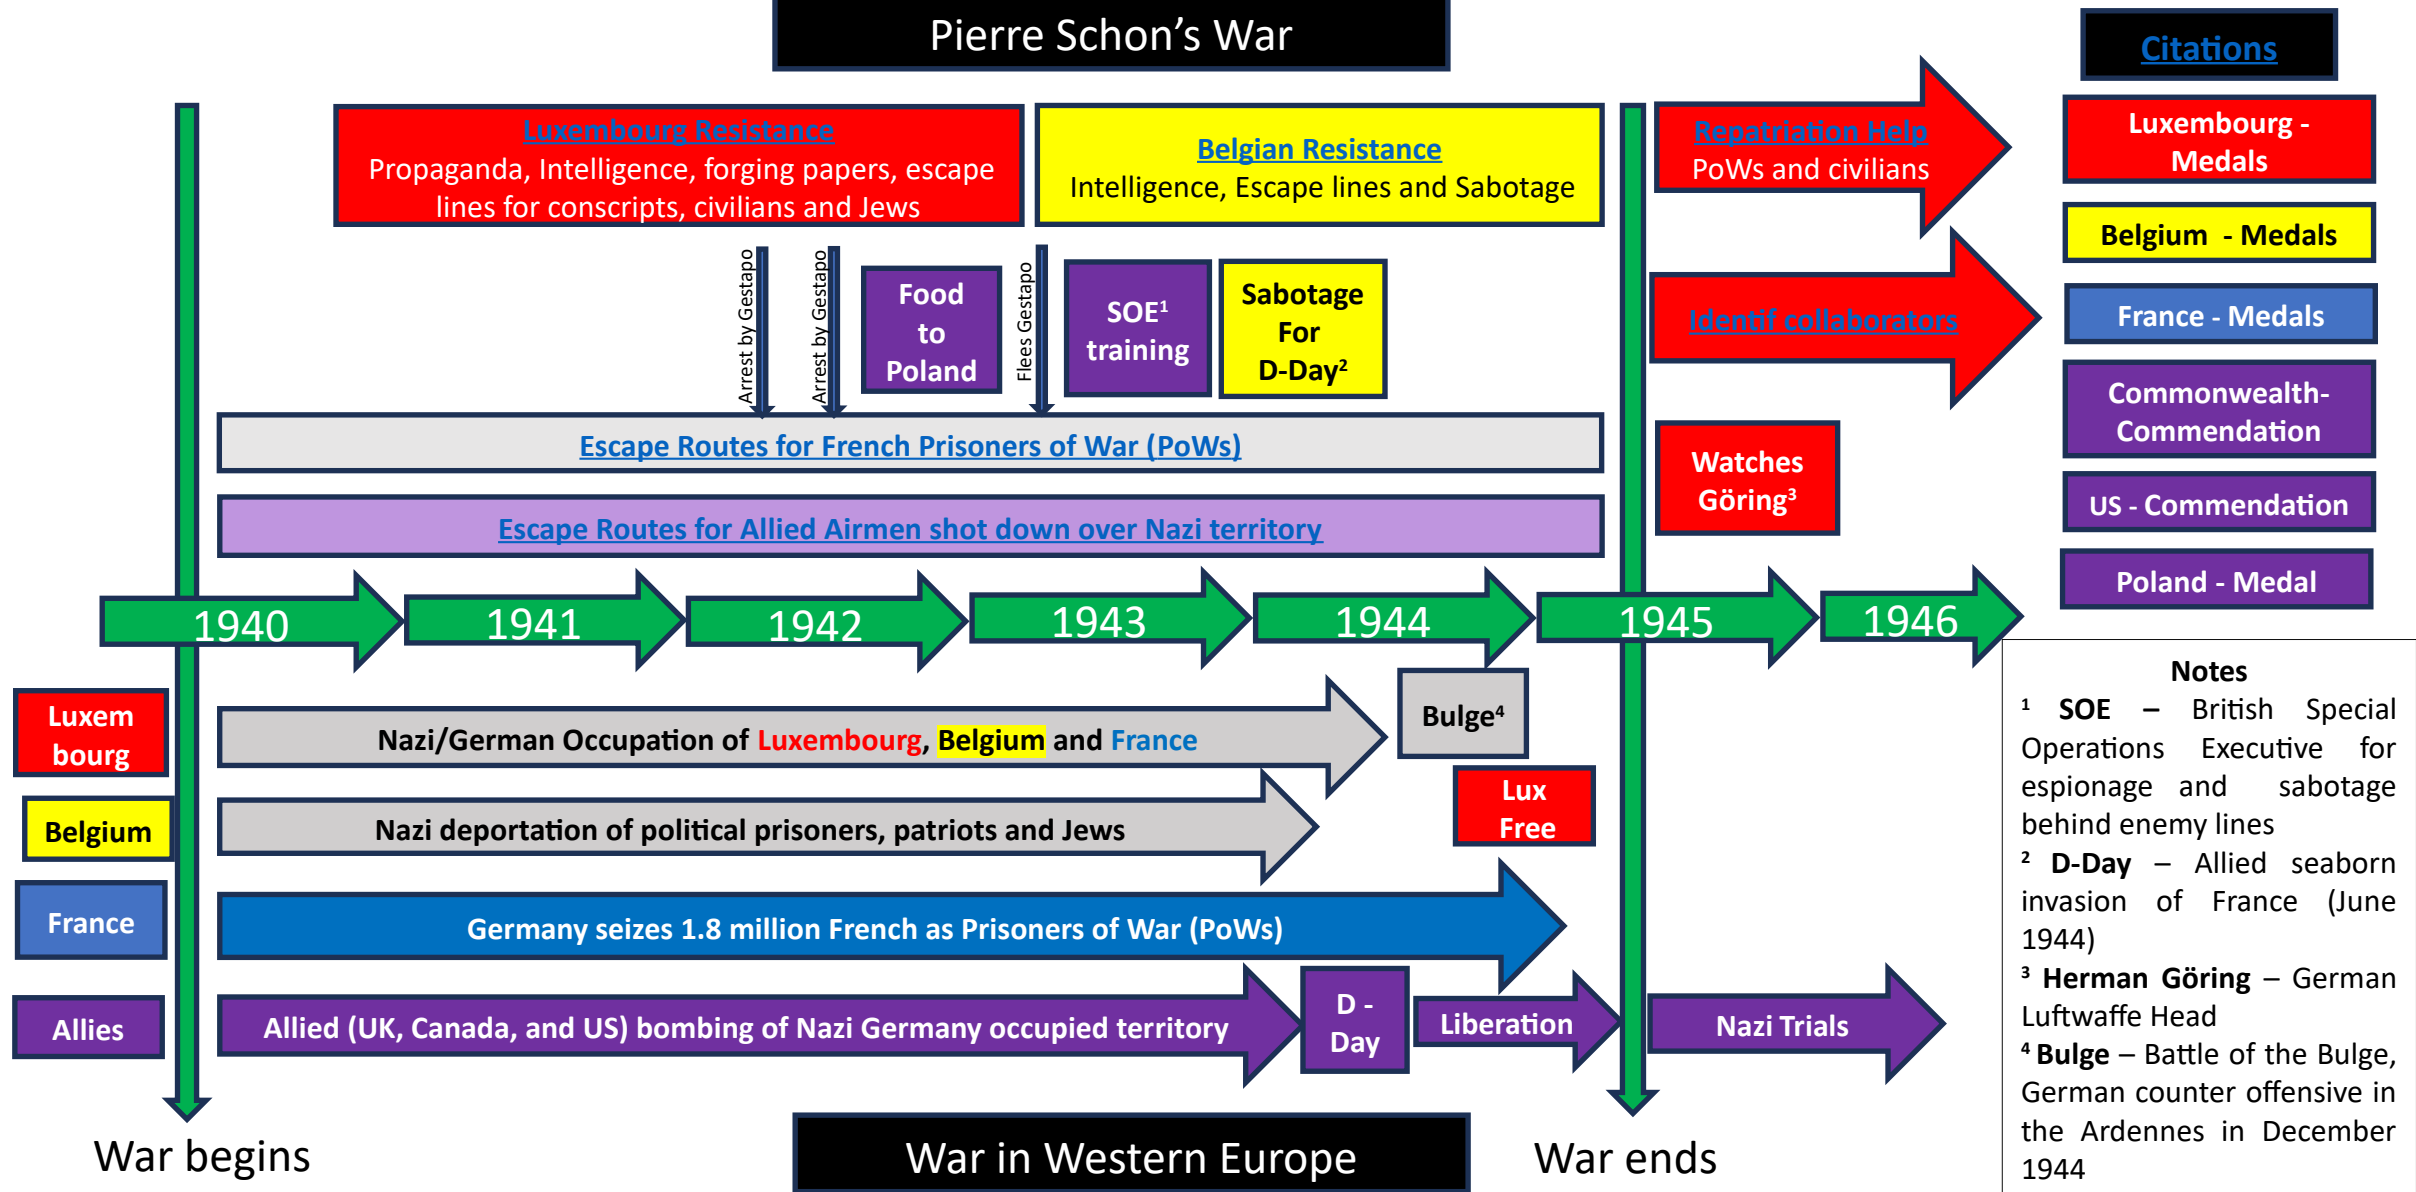 Pierre Schon’s War
Citations
Luxembourg Resistance
Propaganda, Intelligence, forging papers, escape
lines for conscripts, civilians and Jews
Belgian Resistance
Intelligence, Escape lines and Sabotage
Repatriation Help
PoWs and civilians
Luxembourg -
Medals
Belgium - Medals
France - Medals
Commonwealth-
Commendation
US - Commendation
Poland - Medal
Arrest by Gestapo
Arrest by Gestapo
Food
to
Poland
Flees Gestapo
SOE¹
training
Sabotage
For
D-Day²
Identif collaborators
Escape Routes for French Prisoners of War (PoWs)
Watches
Göring³
Escape Routes for Allied Airmen shot down over Nazi territory
1940
1941
1942
1943
1944
1945
1946
Luxem
bourg
Nazi/German Occupation of Luxembourg, Belgium and France
Bulge⁴
Belgium
Nazi deportation of political prisoners, patriots and Jews
Lux
Free
France
Germany seizes 1.8 million French as Prisoners of War (PoWs)
Allies
Allied (UK, Canada, and US) bombing of Nazi Germany occupied territory
D -
Day
Liberation
Nazi Trials
Notes
¹ SOE – British Special
Operations Executive for
espionage and sabotage
behind enemy lines
² D-Day – Allied seaborn
invasion of France (June
1944)
³ Herman Göring – German
Luftwaffe Head
⁴ Bulge – Battle of the Bulge,
German counter offensive in
the Ardennes in December
1944
War begins
War in Western Europe
War ends